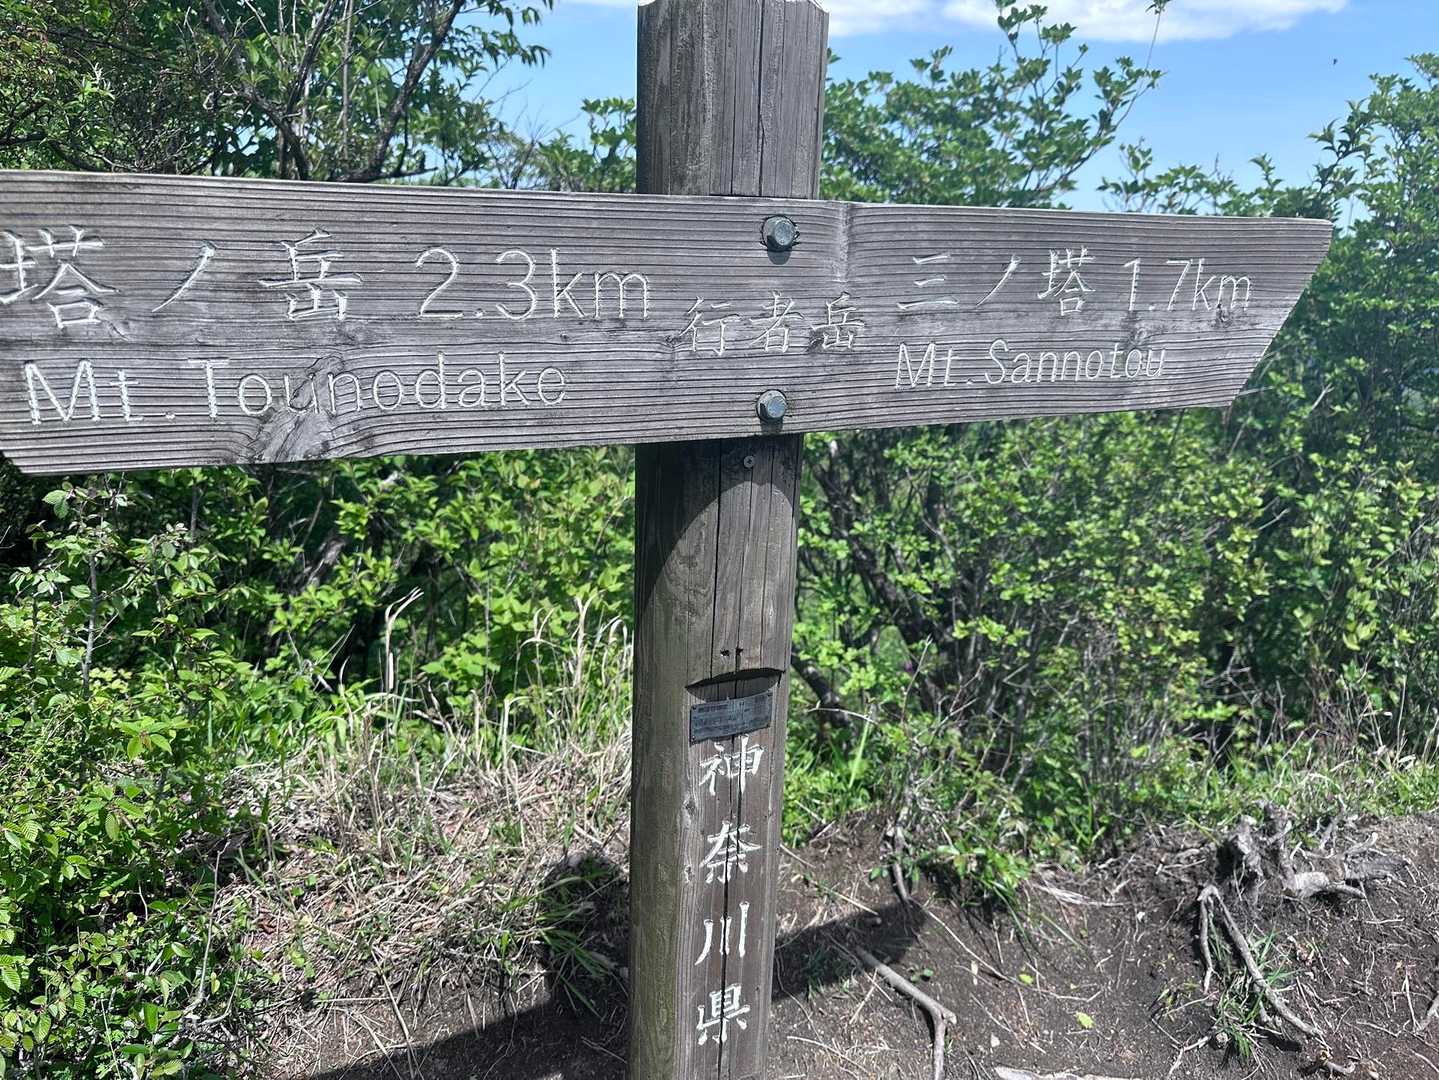 塔ノ岳 2.3km
Mt. Tounodake
行者岳
三ノ塔 1.7km
Mt. Sannotou
神奈川県